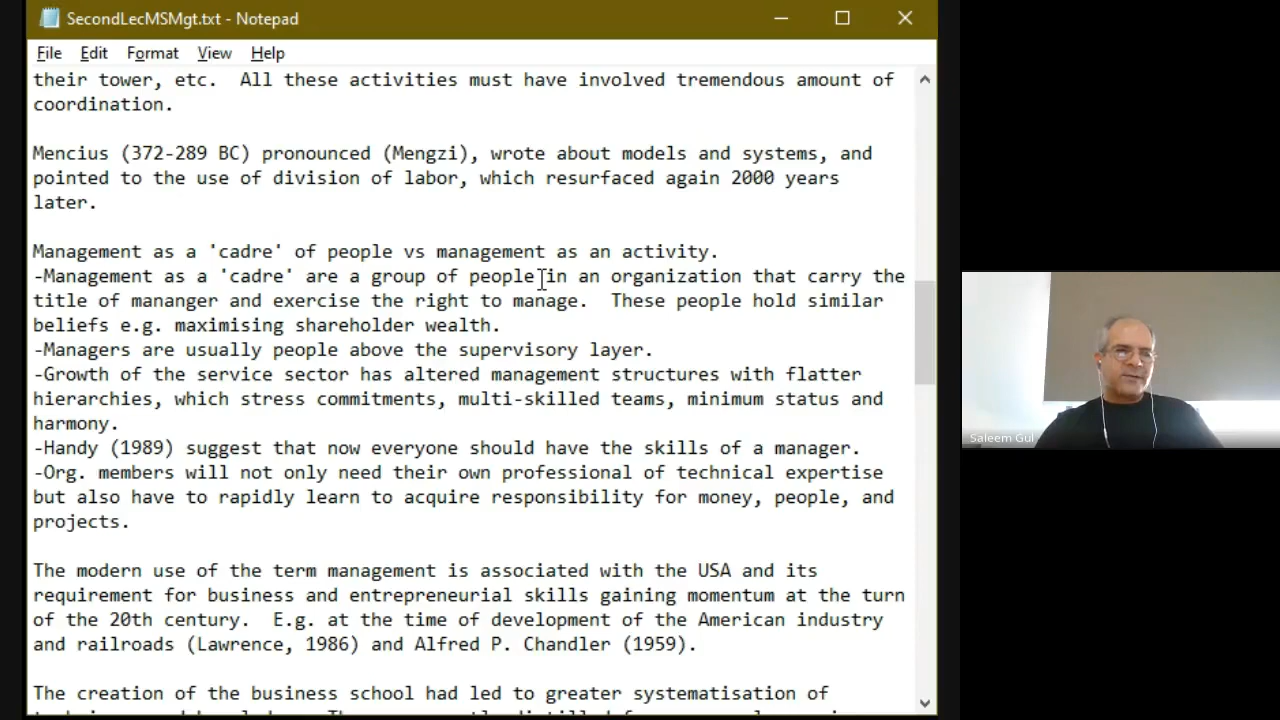 SecondLecMSMgt.txt - Notepad
File Edit Format View Help
their tower, etc.  All these activities must have involved tremendous amount of
coordination.
Mencius (372-289 BC) pronounced (Mengzi), wrote about models and systems, and
pointed to the use of division of labor, which resurfaced again 2000 years
later.
Management as a 'cadre' of people vs management as an activity.
-Management as a 'cadre' are a group of people in an organization that carry the
title of mananger and exercise the right to manage.  These people hold similar
beliefs e.g. maximising shareholder wealth.
-Managers are usually people above the supervisory layer.
-Growth of the service sector has altered management structures with flatter
hierarchies, which stress commitments, multi-skilled teams, minimum status and
harmony.
-Handy (1989) suggest that now everyone should have the skills of a manager.
-Org. members will not only need their own professional of technical expertise
but also have to rapidly learn to acquire responsibility for money, people, and
projects.
The modern use of the term management is associated with the USA and its
requirement for business and entrepreneurial skills gaining momentum at the turn
of the 20th century.  E.g. at the time of development of the American industry
and railroads (Lawrence, 1986) and Alfred P. Chandler (1959).
The creation of the business school had led to greater systematisation of
Saleem Gul